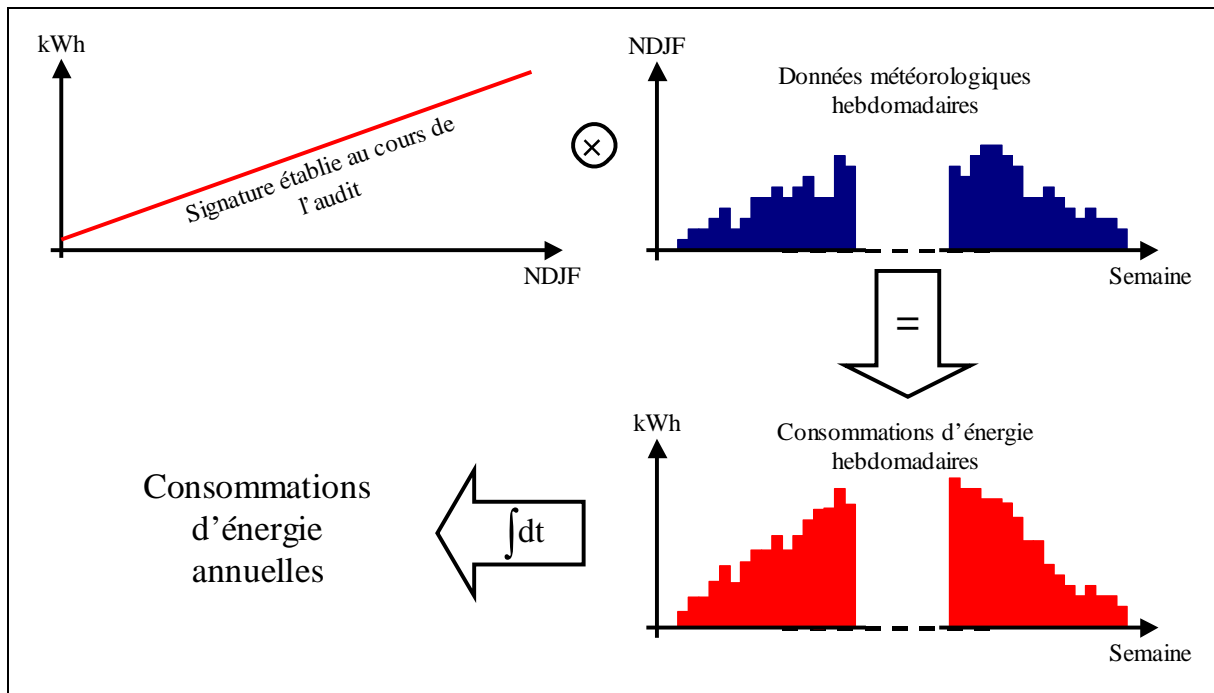 kWh
Signature établie au cours de
l'audit
NDJF
×
NDJF
Données météorologiques
hebdomadaires
Semaine
=
kWh
Consommations d'énergie
hebdomadaires
Semaine
∫dt
Consommations
d'énergie
annuelles